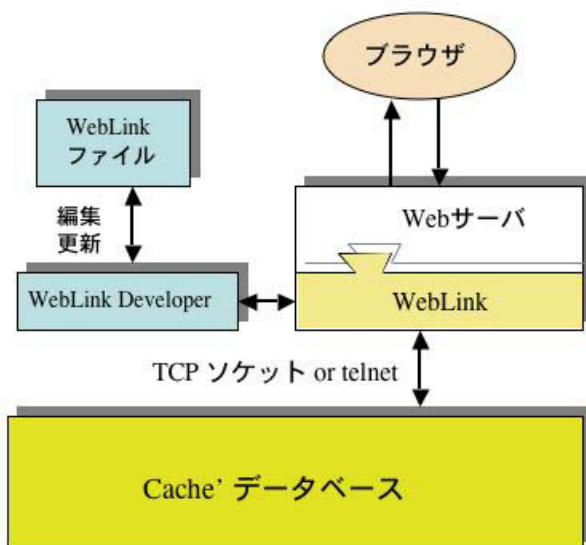 ブラウザ
WebLink
ファイル
編集
更新
Webサーバ
WebLink Developer
WebLink
TCP ソケット or telnet
Cache’ データベース